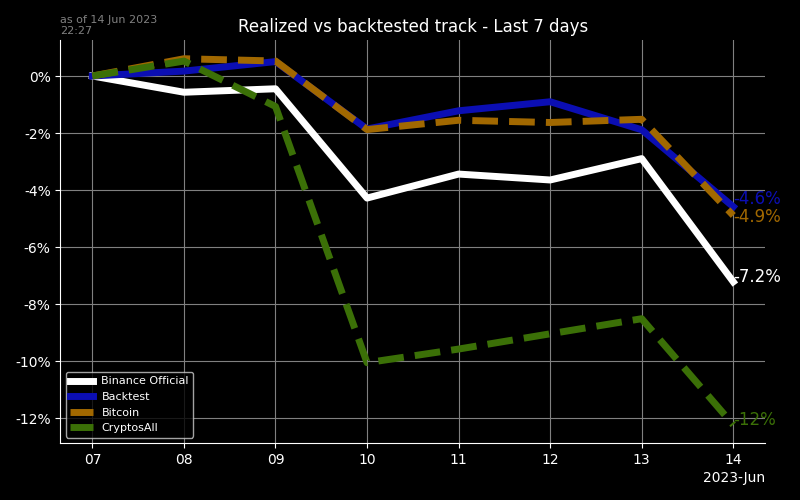 as of 14 Jun 2023
22:27
Realized vs backtested track - Last 7 days
0%
-2%
-4%
-6%
-8%
-10%
-12%
-4.6%
-4.9%
-7.2%
-12%
Binance Official
Backtest
Bitcoin
CryptosAll
07 08 09 10 11 12 13 14
2023-Jun